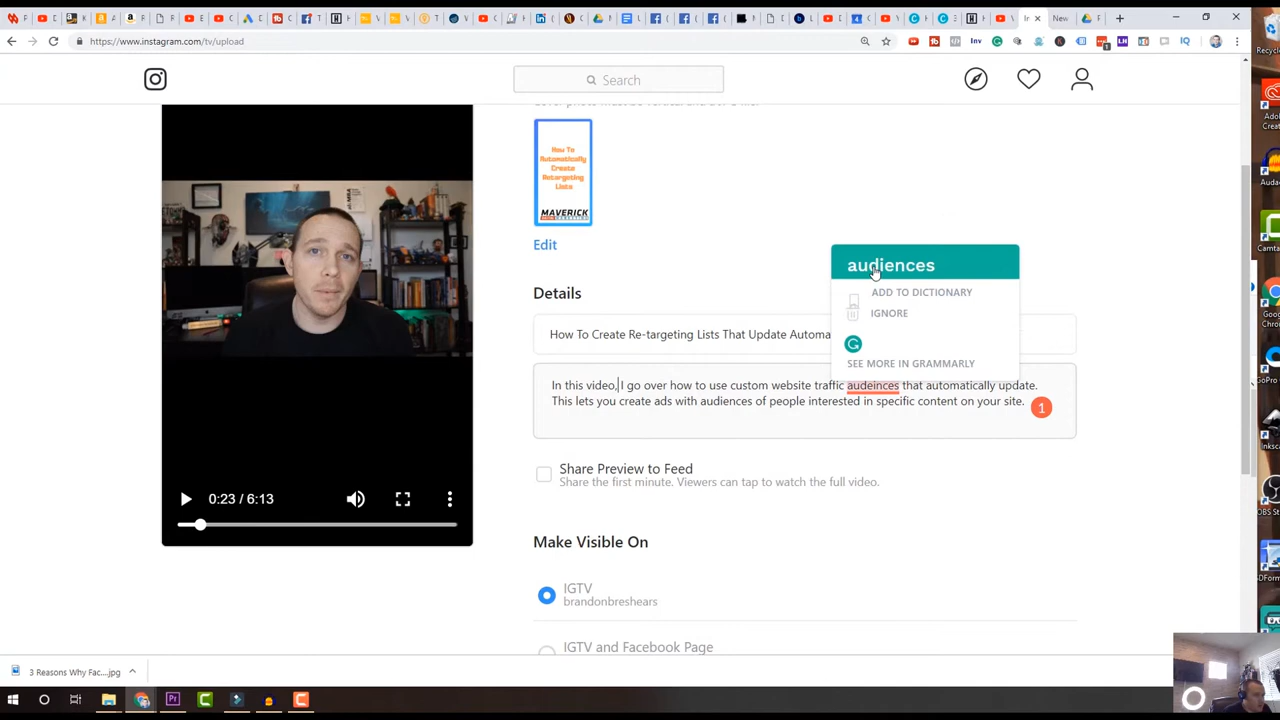 https://www.instagram.com/tv/upload
Search
How To
Automatically
Create
Retargeting
Lists
MAVERICK
Edit
audiences
ADD TO DICTIONARY
IGNORE
SEE MORE IN GRAMMARLY
Details
How To Create Re-targeting Lists That Update Automa
In this video, I go over how to use custom website traffic audeinces that automatically update.
This lets you create ads with audiences of people interested in specific content on your site.
1
Share Preview to Feed
Share the first minute. Viewers can tap to watch the full video.
0:23 / 6:13
Make Visible On
IGTV
brandonbreshears
IGTV and Facebook Page
3 Reasons Why Fac....jpg